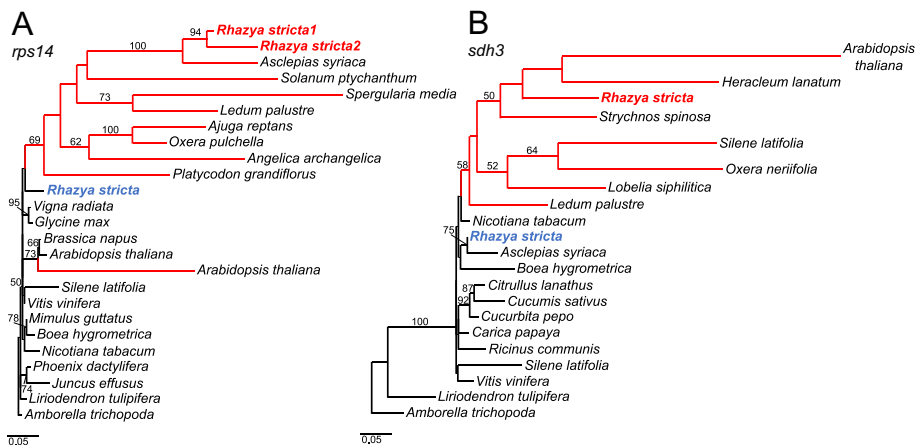 A
rps14
94
Rhazya stricta1
100
Rhazya stricta2
Asclepias syriaca
Solanum ptychanthum
73
Spergularia media
Ledum palustre
69
100
Ajuga reptans
Oxera pulchella
62
Angelica archangelica
Platycodon grandiflorus
Rhazya stricta
95
Vigna radiata
Glycine max
66
Brassica napus
73
Arabidopsis thaliana
Arabidopsis thaliana
50
Silene latifolia
Vitis vinifera
78
Mimulus guttatus
Boea hygrometrica
Nicotiana tabacum
Phoenix dactylifera
74
Juncus effusus
Liriodendron tulipifera
Amborella trichopoda
0.05
B
sdh3
Arabidopsis
thaliana
Heracleum lanatum
50
Rhazya stricta
Strychnos spinosa
64
Silene latifolia
58
52
Oxera neriifolia
Lobelia siphilitica
Ledum palustre
Nicotiana tabacum
75
Rhazya stricta
Asclepias syriaca
Boea hygrometrica
87
Citrullus lanathus
92
Cucumis sativus
Cucurbita pepo
100
Carica papaya
Ricinus communis
Silene latifolia
Vitis vinifera
Liriodendron tulipifera
Amborella trichopoda
0.05